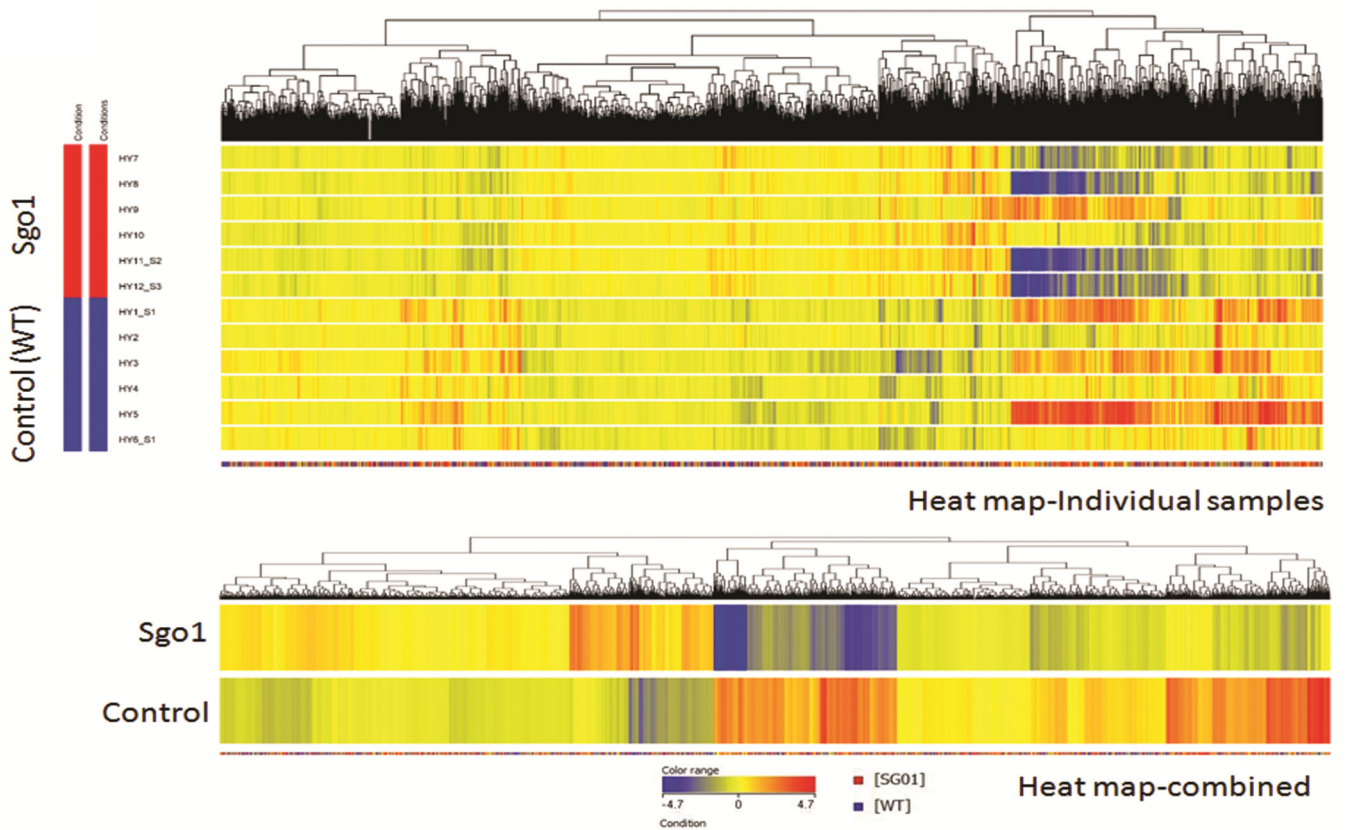 Condition
Conditions
Sgo1
Control (WT)
HY7
HY8
HY9
HY10
HY11_S2
HY12_S3
HY1_S1
HY2
HY3
HY4
HY5
HY6_S1
Heat map-Individual samples
Sgo1
Control
Color range
-4.7 0 4.7
Condition
[SG01]
[WT]
Heat map-combined